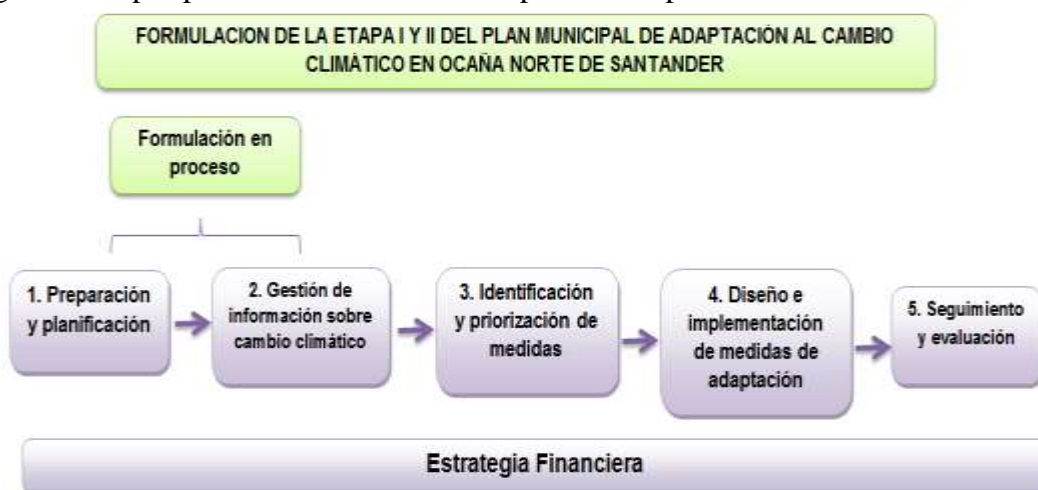 FORMULACION DE LA ETAPA I Y II DEL PLAN MUNICIPAL DE ADAPTACIÓN AL CAMBIO
CLIMÁTICO EN OCAÑA NORTE DE SANTANDER
Formulación en
proceso
1. Preparación
y planificación
2. Gestión de
información sobre
cambio climático
3. Identificación
y priorización de
medidas
4. Diseño e
implementación
de medidas de
adaptación
5. Seguimiento
y evaluación
Estrategia Financiera